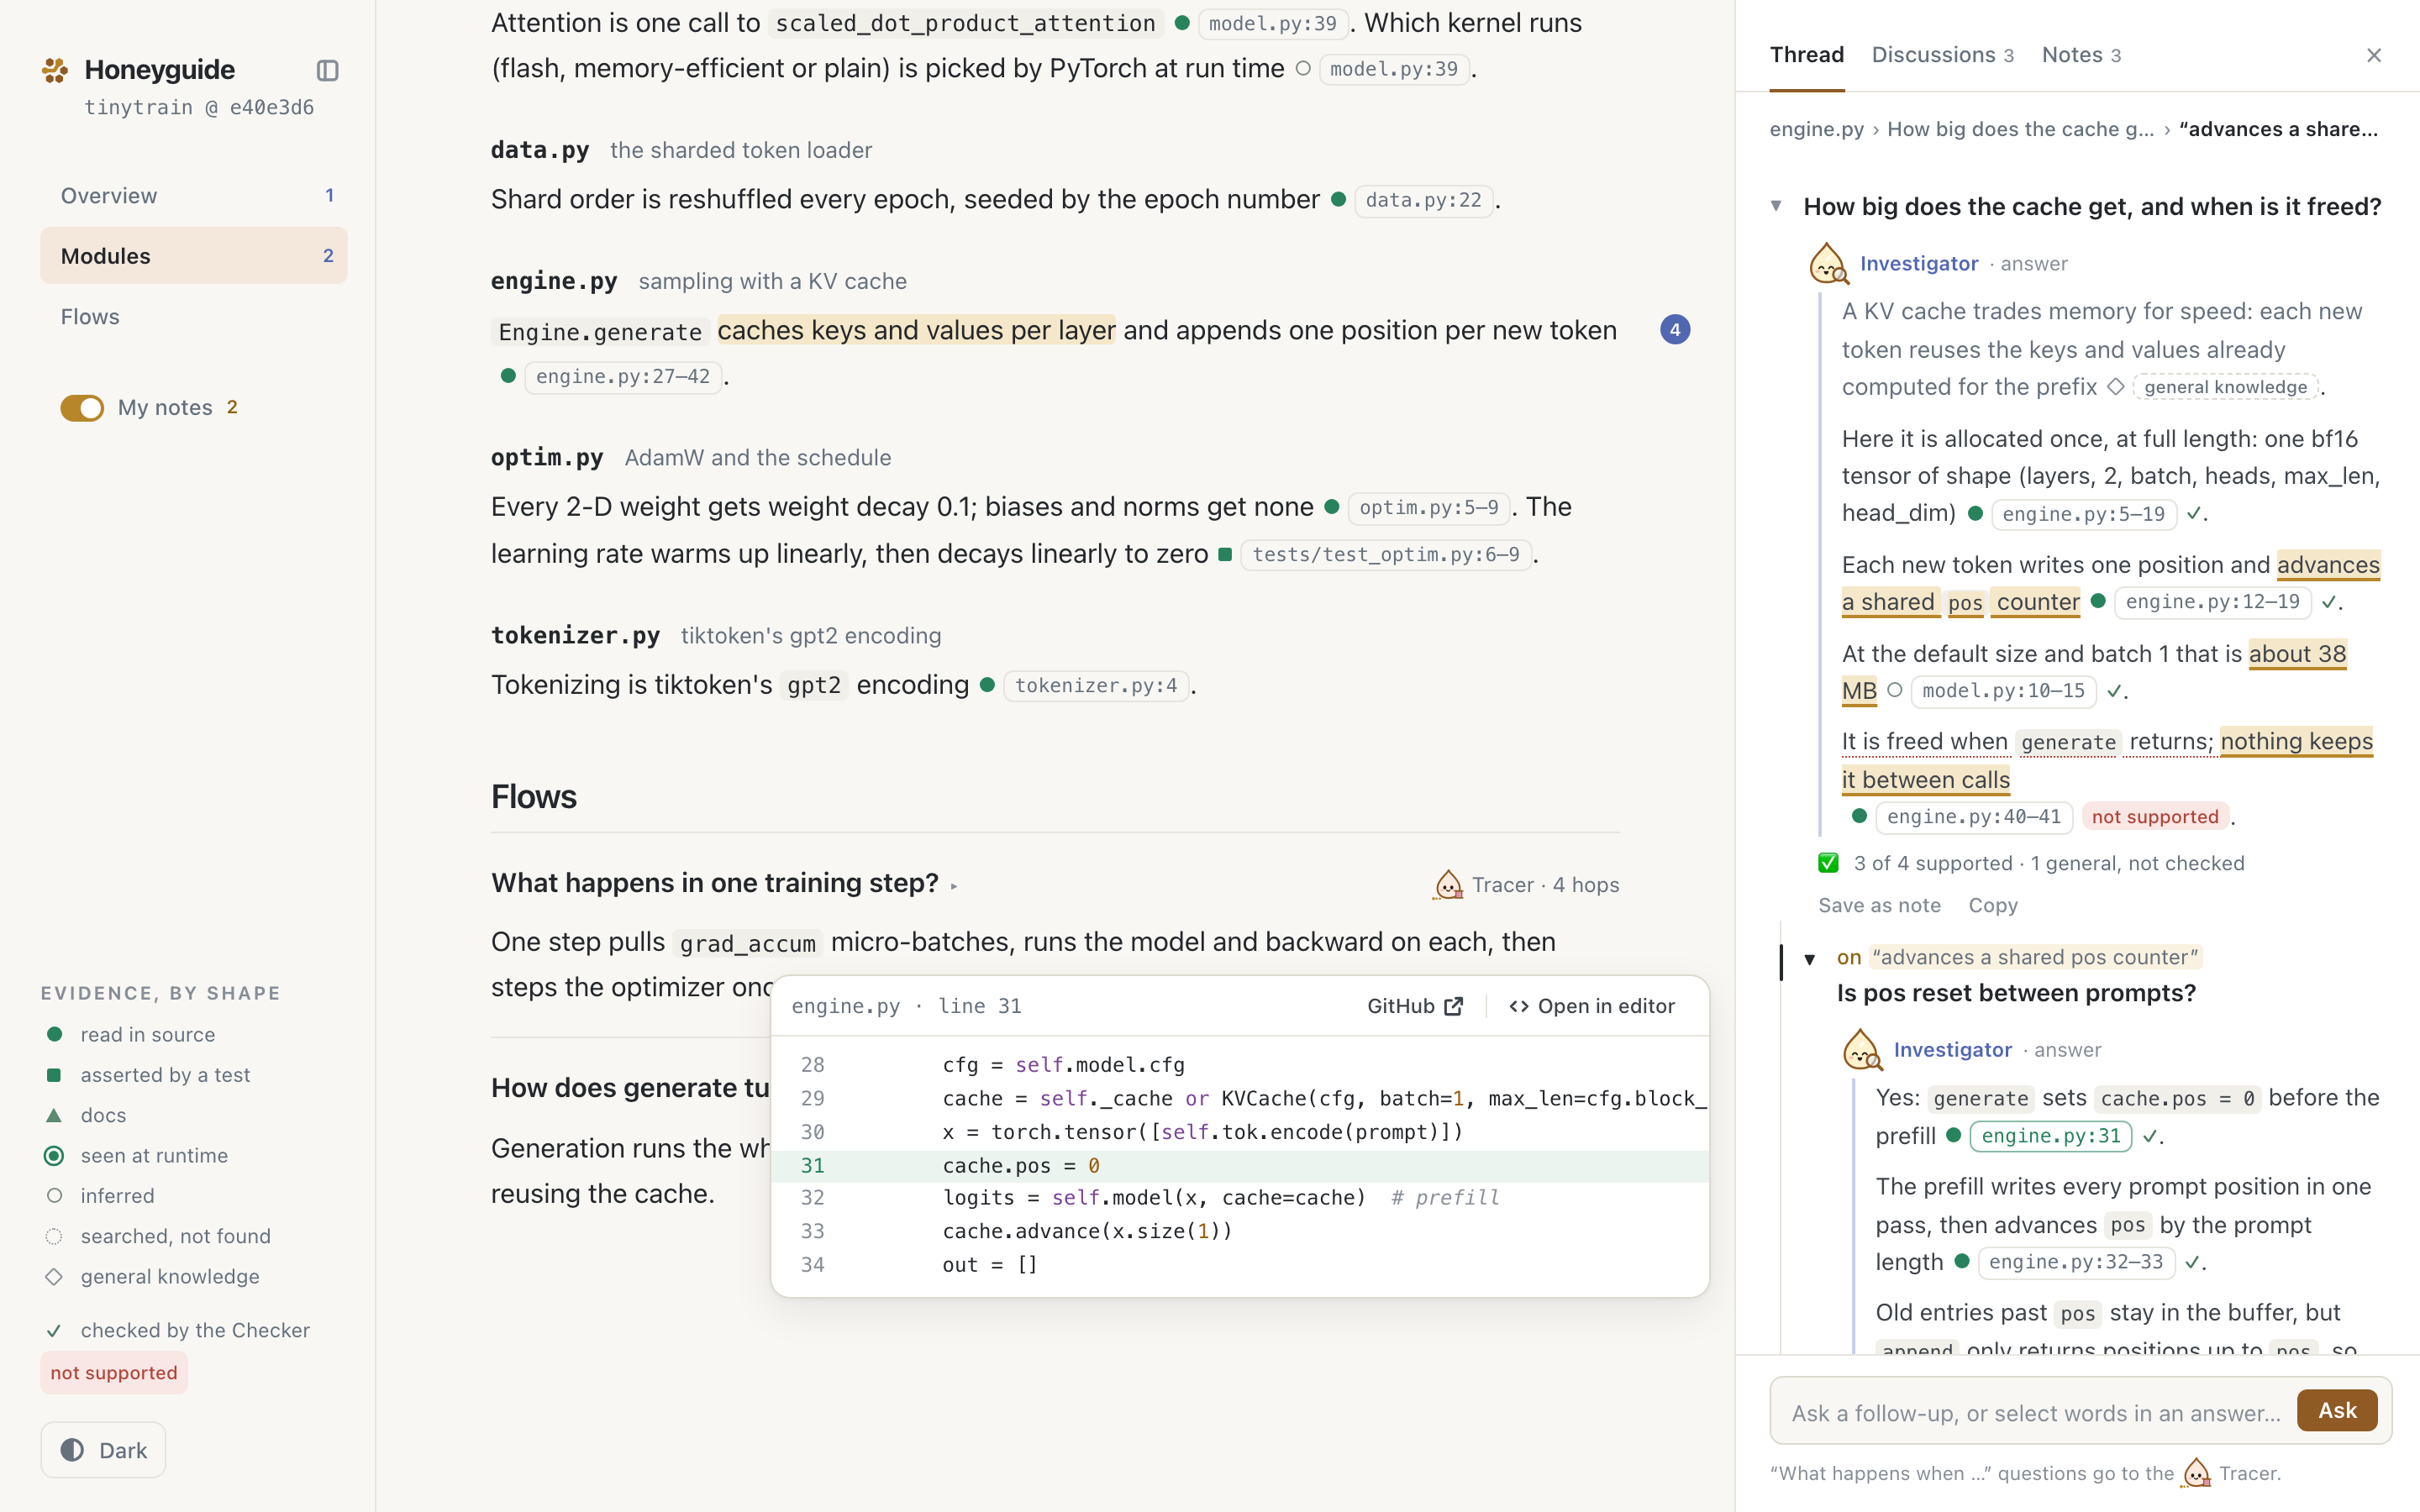 Honeyguide
tinytrain @ e40e3d6
Overview 1
Modules 2
Flows
My notes 2
EVIDENCE, BY SHAPE
read in source
asserted by a test
docs
seen at runtime
inferred
searched, not found
general knowledge
checked by the Checker
not supported
Dark
Attention is one call to scaled_dot_product_attention model.py:39. Which kernel runs
(flash, memory-efficient or plain) is picked by PyTorch at run time model.py:39.
data.py the sharded token loader
Shard order is reshuffled every epoch, seeded by the epoch number data.py:22.
engine.py sampling with a KV cache
Engine.generate caches keys and values per layer and appends one position per new token 4
engine.py:27–42.
optim.py AdamW and the schedule
Every 2-D weight gets weight decay 0.1; biases and norms get none optim.py:5–9. The
learning rate warms up linearly, then decays linearly to zero tests/test_optim.py:6–9.
tokenizer.py tiktoken's gpt2 encoding
Tokenizing is tiktoken's gpt2 encoding tokenizer.py:4.
Flows
What happens in one training step? Tracer · 4 hops
One step pulls grad_accum micro-batches, runs the model and backward on each, then
steps the optimizer
How does generate
Generation runs the
reusing the cache.
engine.py · line 31 GitHub Open in editor
28 cfg = self.model.cfg
29 cache = self._cache or KVCache(cfg, batch=1, max_len=cfg.block_
30 x = torch.tensor([self.tok.encode(prompt)])
31 cache.pos = 0
32 logits = self.model(x, cache=cache) # prefill
33 cache.advance(x.size(1))
34 out = []
Thread Discussions 3 Notes 3
engine.py › How big does the cache g... › “advances a share...
How big does the cache get, and when is it freed?
Investigator · answer
A KV cache trades memory for speed: each new
token reuses the keys and values already
computed for the prefix general knowledge.
Here it is allocated once, at full length: one bf16
tensor of shape (layers, 2, batch, heads, max_len,
head_dim) engine.py:5–19 ✓.
Each new token writes one position and advances
a shared pos counter engine.py:12–19 ✓.
At the default size and batch 1 that is about 38
MB model.py:10–15 ✓.
It is freed when generate returns; nothing keeps
it between calls
engine.py:40–41 not supported.
3 of 4 supported · 1 general, not checked
Save as note Copy
on “advances a shared pos counter”
Is pos reset between prompts?
Investigator · answer
Yes: generate sets cache.pos = 0 before the
prefill engine.py:31 ✓.
The prefill writes every prompt position in one
pass, then advances pos by the prompt
length engine.py:32–33 ✓.
Old entries past pos stay in the buffer, but
append only returns positions up to pos, so
Ask a follow-up, or select words in an answer... Ask
“What happens when ...” questions go to the Tracer.